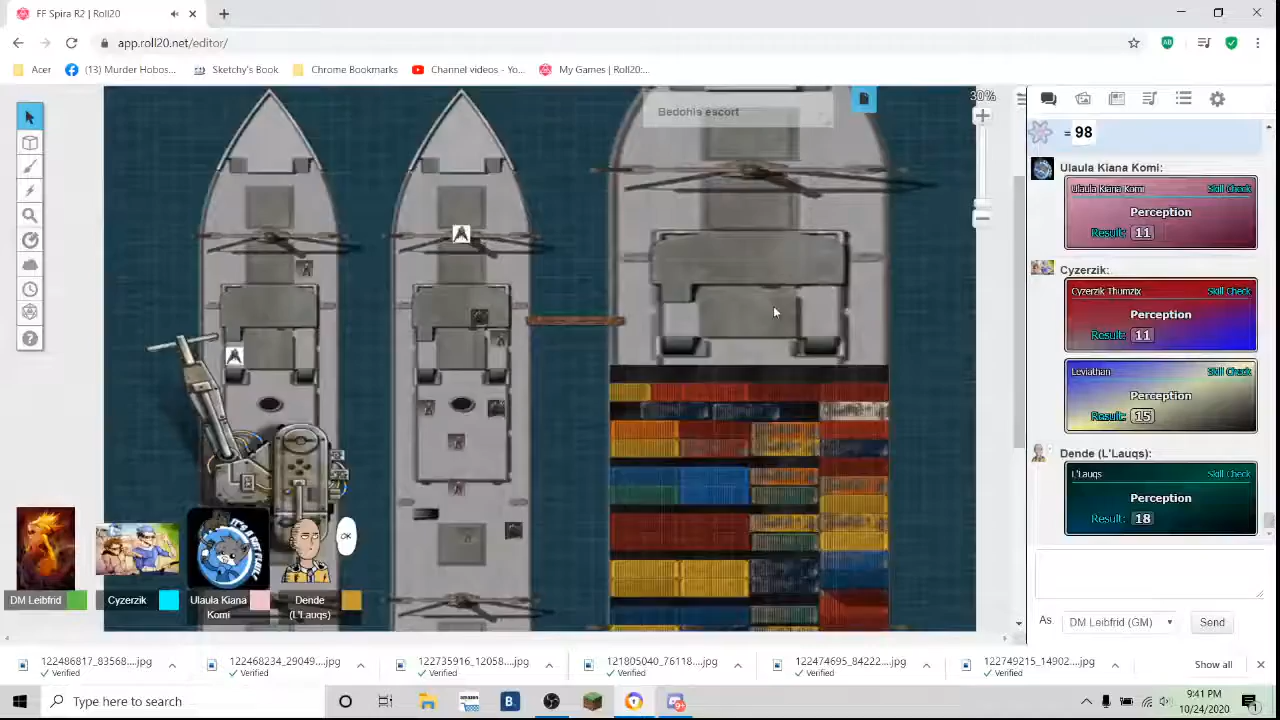 FF Spira R2 | Roll20
app.roll20.net/editor/
Acer
(13) Murder Hobos...
Sketchy's Book
Chrome Bookmarks
Channel videos - Yo...
My Games | Roll20:...
Bedohls escort
30%
= 98
Ulaula Kiana Komi:
Ulaula Kiana Komi Skill Check
Perception
Result: 11
Cyzerzik:
Cyzerzik Thumzix Skill Check
Perception
Result: 11
Leviathan Skill Check
Perception
Result: 15
Dende (L'Lauqs):
L'Lauqs Skill Check
Perception
Result: 18
IT'S A
OK
DM Leibfrid
Cyzerzik
Ulaula Kiana Komi
Dende (L'Lauqs)
As DM Leibfrid (GM) Send
122486817_83568....jpg
Verified
122468234_29049....jpg
Verified
122735916_12058....jpg
Verified
121805040_76118....jpg
Verified
122474695_84222....jpg
Verified
122749215_14902....jpg
Verified
Show all
Type here to search
amazon
B.
9+
9:41 PM
10/24/2020